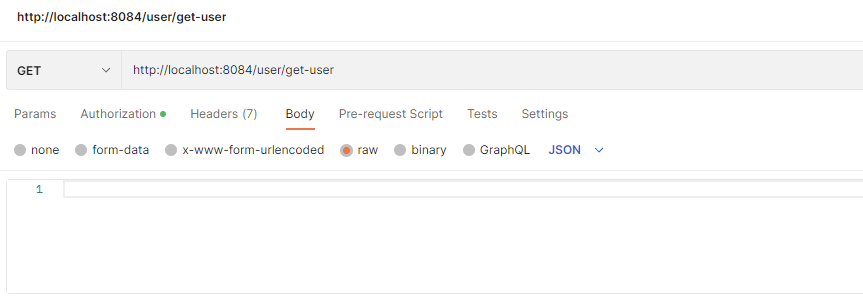 http://localhost:8084/user/get-user
GET http://localhost:8084/user/get-user
Params Authorization Headers (7) Body Pre-request Script Tests Settings
none form-data x-www-form-urlencoded raw binary GraphQL JSON
1